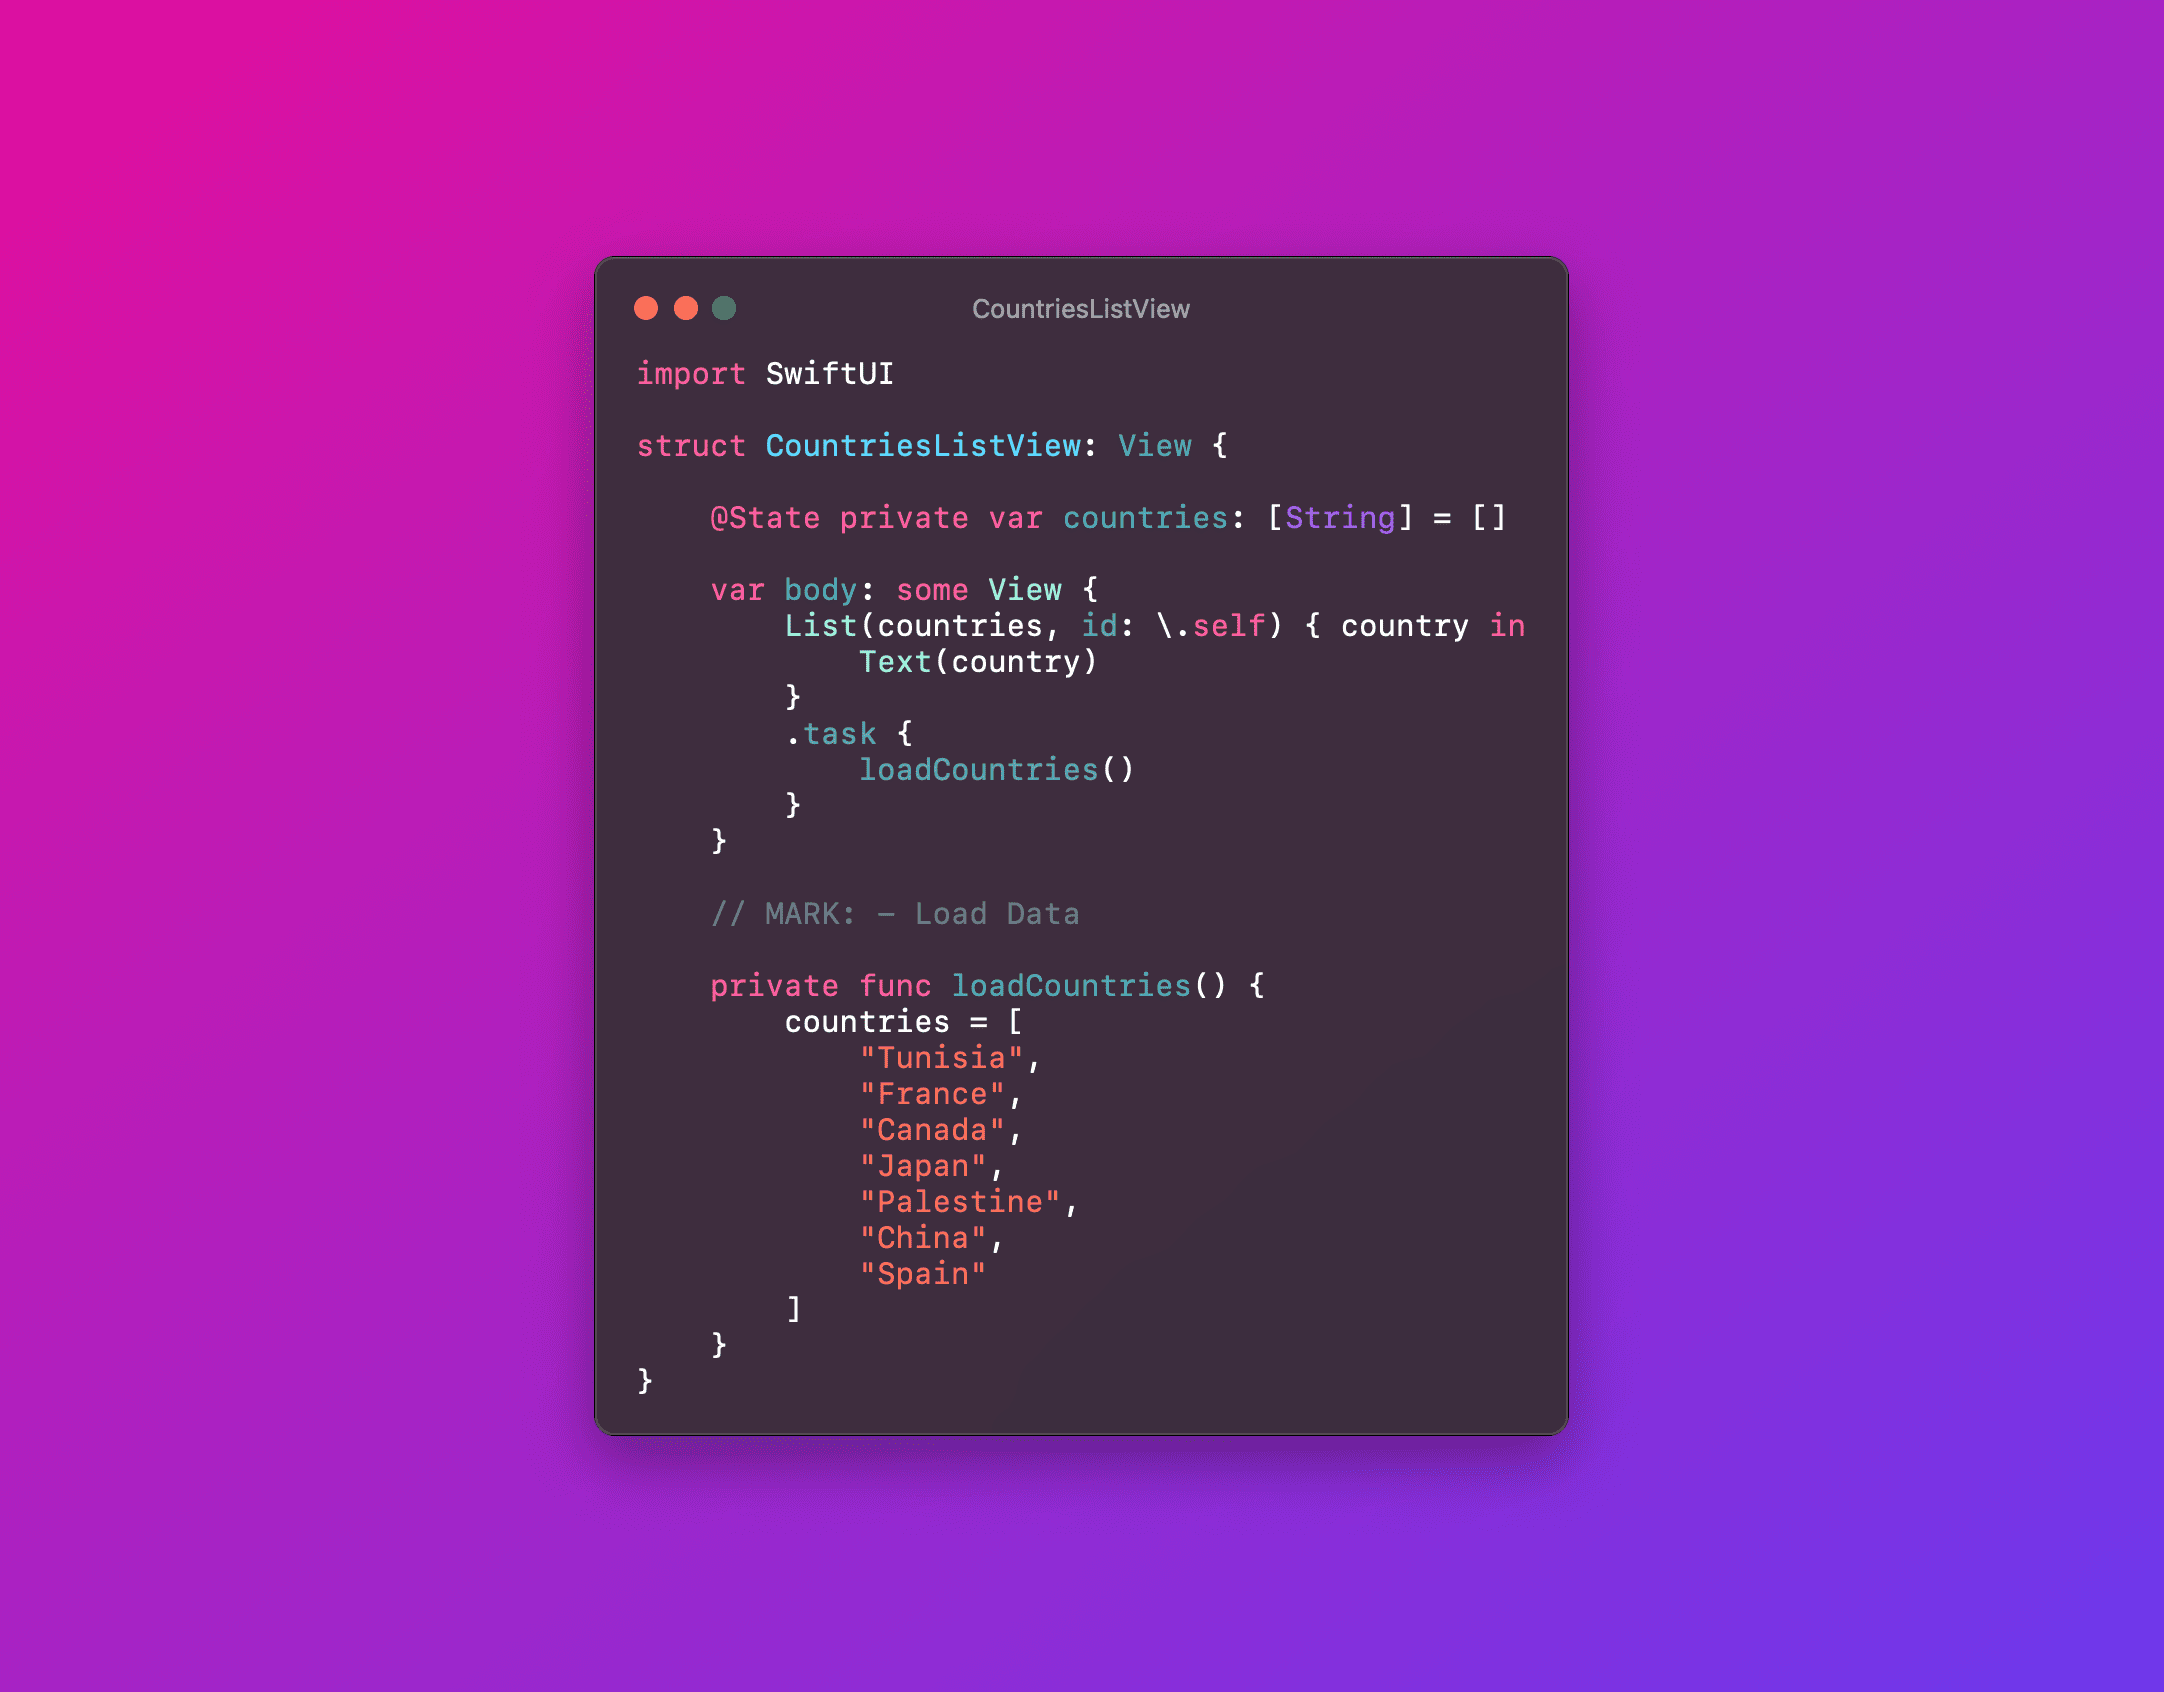 CountriesListView
import SwiftUI
struct CountriesListView: View {
    @State private var countries: [String] = []
    var body: some View {
        List(countries, id: \.self) { country in
            Text(country)
        }
        .task {
            loadCountries()
        }
    }
    // MARK: – Load Data
    private func loadCountries() {
        countries = [
            "Tunisia",
            "France",
            "Canada",
            "Japan",
            "Palestine",
            "China",
            "Spain"
        ]
    }
}